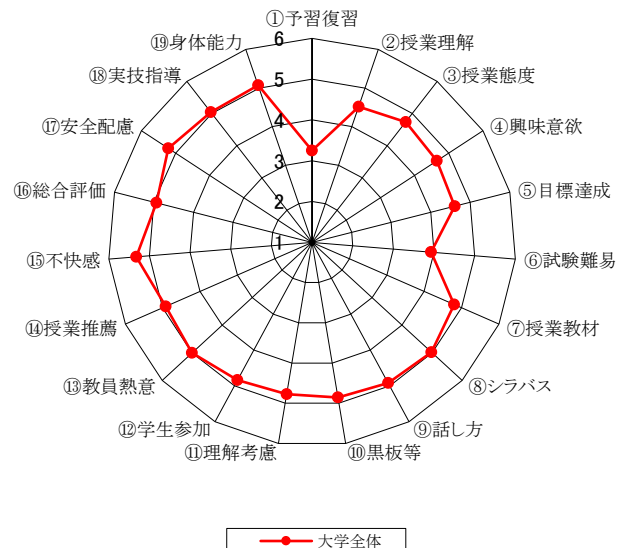 ①予習復習
②授業理解
③授業態度
④興味意欲
⑤目標達成
⑥試験難易
⑦授業教材
⑧シラバス
⑨話し方
⑩黒板等
⑪理解考慮
⑫学生参加
⑬教員熱意
⑭授業推薦
⑮不快感
⑯総合評価
⑰安全配慮
⑱実技指導
⑲身体能力
6
5
4
3
2
1
大学全体